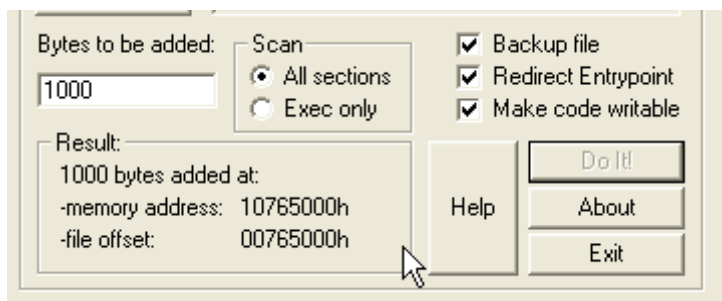 Bytes to be added:
1000
Scan
All sections
Exec only
Backup file
Redirect Entrypoint
Make code writable
Result:
1000 bytes added at:
-memory address: 10765000h
-file offset: 00765000h
Help
Do It!
About
Exit